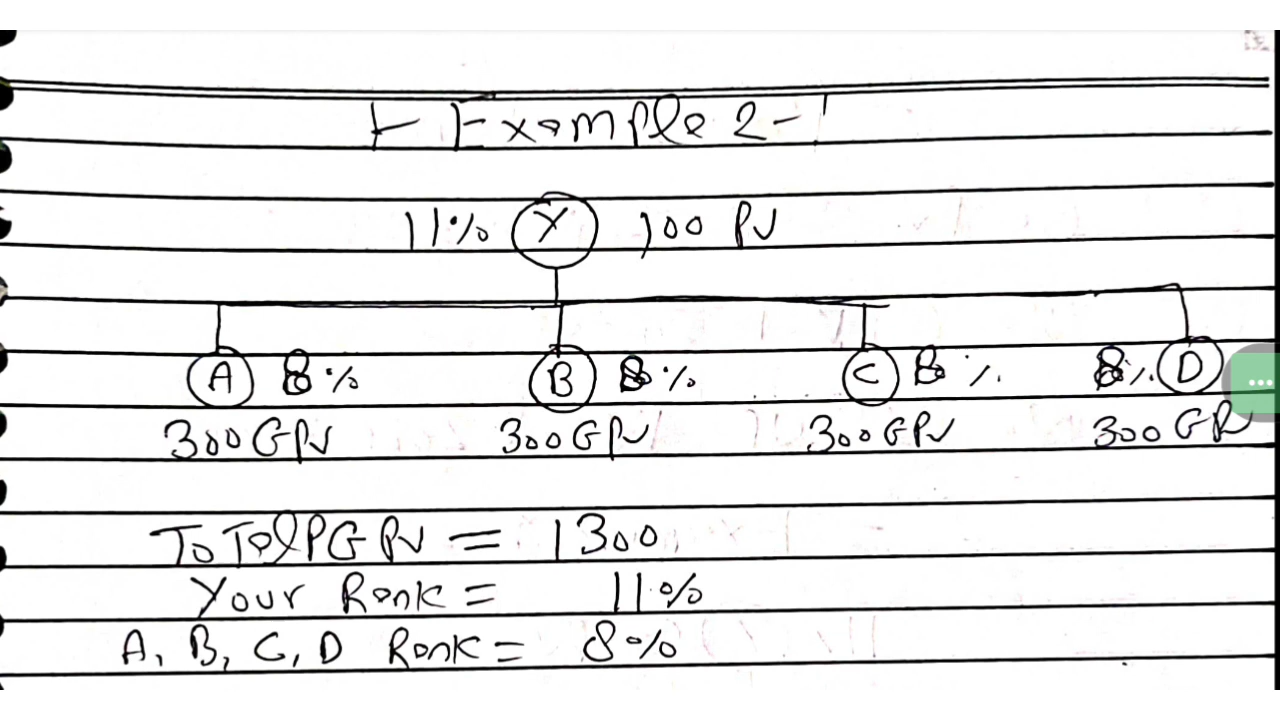 Example 2
11% Y 100 PV
A 8% B 8% C 8% 8% D
300 GPV 300 GPV 300 GPV 300 GPV
Total PGPV = 1300
Your Rank = 11%
A, B, C, D Rank = 8%